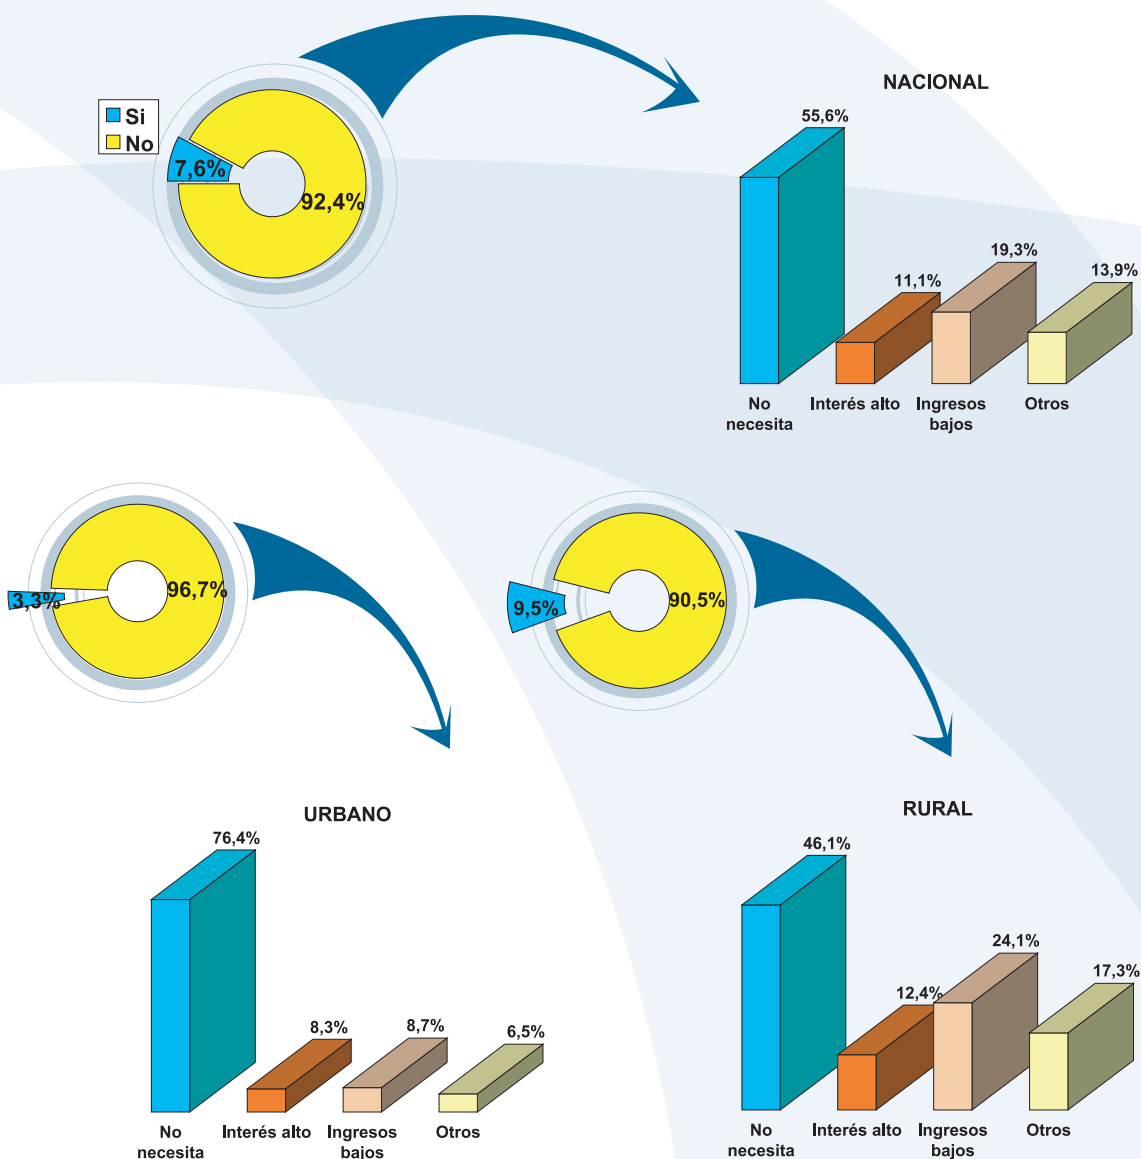 Si
No
7,6%
92,4%
NACIONAL
55,6%
11,1%
19,3%
13,9%
No
necesita
Interés alto
Ingresos
bajos
Otros
3,3%
96,7%
9,5%
90,5%
URBANO
76,4%
8,3%
8,7%
6,5%
No
necesita
Interés alto
Ingresos
bajos
Otros
RURAL
46,1%
12,4%
24,1%
17,3%
No
necesita
Interés alto
Ingresos
bajos
Otros